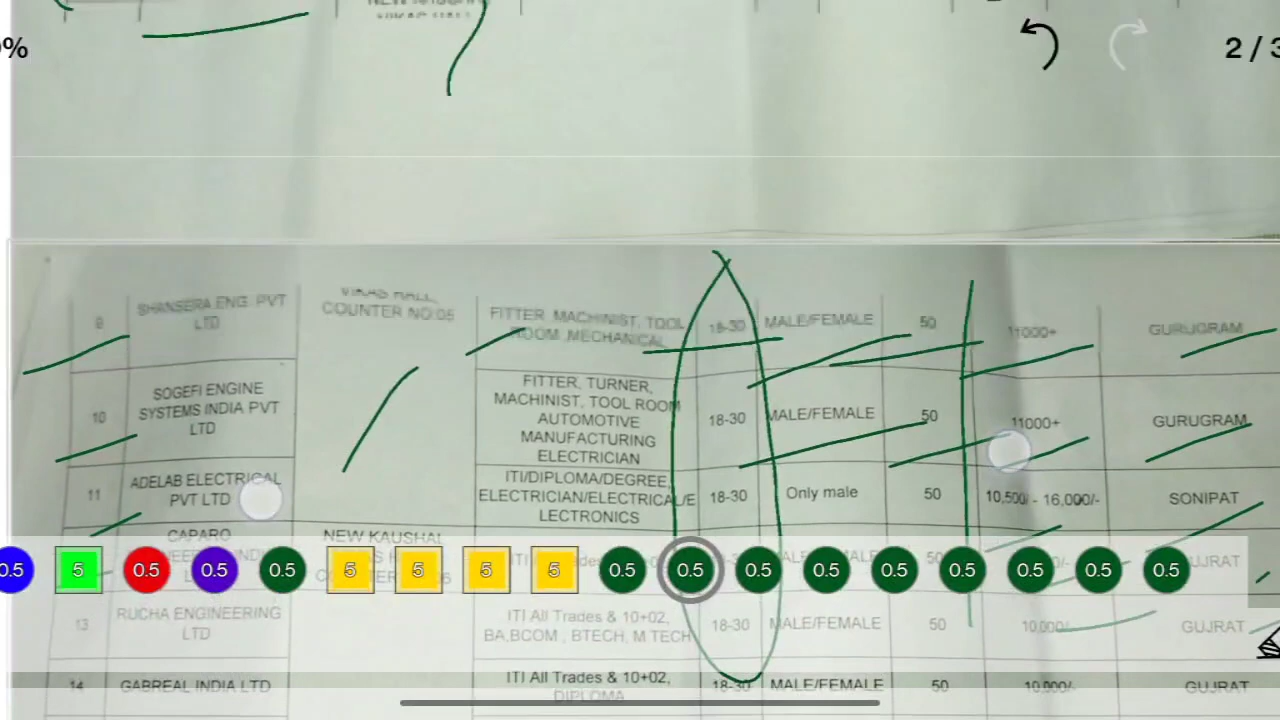 2 / 3
9 SHANSERA ENG. PVT LTD COUNTER NO:05 FITTER, MACHINIST, TOOL ROOM ,MECHANICAL 18-30 MALE/FEMALE 50 11000+ GURUGRAM
10 SOGEFI ENGINE SYSTEMS INDIA PVT LTD FITTER, TURNER, MACHINIST, TOOL ROOM AUTOMOTIVE MANUFACTURING ELECTRICIAN 18-30 MALE/FEMALE 50 11000+ GURUGRAM
11 ADELAB ELECTRICAL PVT LTD ITI/DIPLOMA/DEGREE, ELECTRICIAN/ELECTRICAL/E LECTRONICS 18-30 Only male 50 10,500/- - 16,000/- SONIPAT
CAPARO NEW KAUSHAL
0.5 5 0.5 0.5 0.5 5 5 5 5 0.5 0.5 0.5 0.5 0.5 0.5 0.5 0.5 0.5
13 RUCHA ENGINEERING LTD ITI All Trades & 10+02, BA,BCOM , BTECH, M TECH 18-30 MALE/FEMALE 50 10,000/- GUJRAT
14 GABREAL INDIA LTD ITI All Trades & 10+02, DIPLOMA 18-30 MALE/FEMALE 50 10,000/- GUJRAT